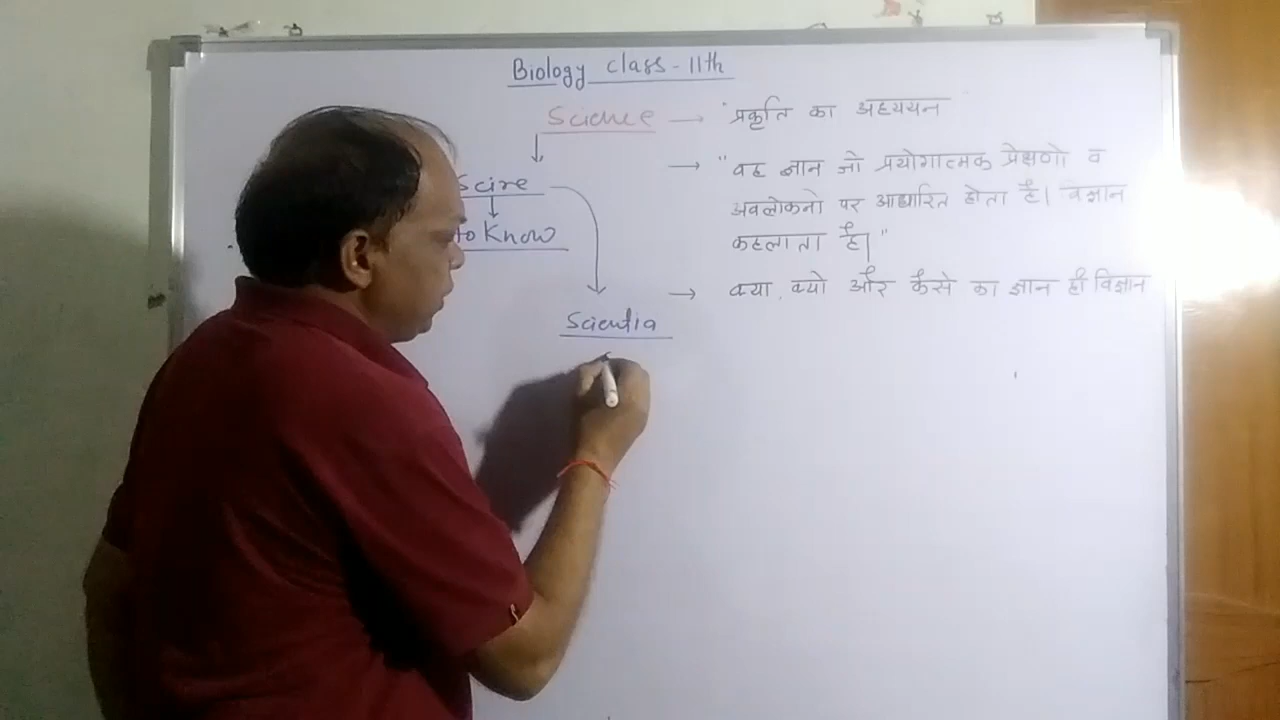 Biology class - 11th
Science → "प्रकृति का अध्ययन"
→ "वह ज्ञान जो प्रयोगात्मक प्रेक्षणो व
अवलोकनो पर आधारित होता है। विज्ञान
कहलाता है।"
Scire
to Know
→ क्या, क्यो और कैसे का ज्ञान ही विज्ञान
Scientia